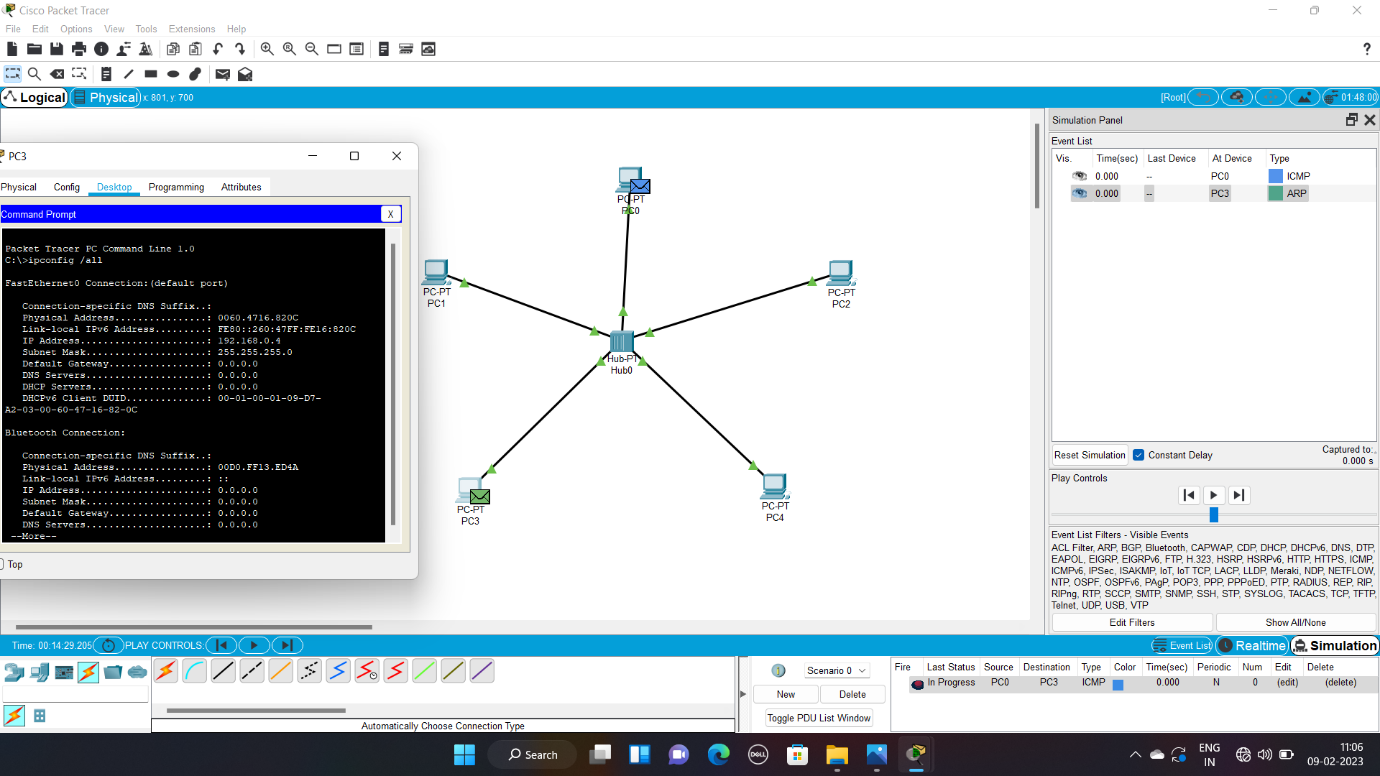 Cisco Packet Tracer
File Edit Options View Tools Extensions Help
?
Logical Physical x: 801, y: 700 [Root] 01:48:00
PC3
Physical Config Desktop Programming Attributes
Command Prompt X
Packet Tracer PC Command Line 1.0
C:\>ipconfig /all
FastEthernet0 Connection:(default port)
Connection-specific DNS Suffix..:
Physical Address................: 0060.4716.820C
Link-local IPv6 Address.........: FE80::260:47FF:FE16:820C
IP Address......................: 192.168.0.4
Subnet Mask.....................: 255.255.255.0
Default Gateway.................: 0.0.0.0
DNS Servers.....................: 0.0.0.0
DHCP Servers....................: 0.0.0.0
DHCPv6 Client DUID..............: 00-01-00-01-09-D7-
A2-03-00-60-47-16-82-0C
Bluetooth Connection:
Connection-specific DNS Suffix..:
Physical Address................: 00D0.FF13.ED4A
Link-local IPv6 Address.........: ::
IP Address......................: 0.0.0.0
Subnet Mask.....................: 0.0.0.0
Default Gateway.................: 0.0.0.0
DNS Servers.....................: 0.0.0.0
--More--
Top
PC-PT
PC0
PC-PT
PC1
PC-PT
PC2
Hub-PT
Hub0
PC-PT
PC3
PC-PT
PC4
Simulation Panel
Event List
Vis. Time(sec) Last Device At Device Type
0.000 -- PC0 ICMP
0.000 -- PC3 ARP
Reset Simulation Constant Delay Captured to:
0.000 s
Play Controls
Event List Filters - Visible Events
ACL Filter, ARP, BGP, Bluetooth, CAPWAP, CDP, DHCP, DHCPv6, DNS, DTP,
EAPOL, EIGRP, EIGRPv6, FTP, H.323, HSRP, HSRPv6, HTTP, HTTPS, ICMP,
ICMPv6, IPSec, ISAKMP, IoT, IoT TCP, LACP, LLDP, Meraki, NDP, NETFLOW,
NTP, OSPF, OSPFv6, PAgP, POP3, PPP, PPPoED, PTP, RADIUS, REP, RIP,
RIPng, RTP, SCCP, SMTP, SNMP, SSH, STP, SYSLOG, TACACS, TCP, TFTP,
Telnet, UDP, USB, VTP
Edit Filters Show All/None
Time: 00:14:29.205 PLAY CONTROLS: Event List Realtime Simulation
Automatically Choose Connection Type
Scenario 0
New Delete
Toggle PDU List Window
Fire Last Status Source Destination Type Color Time(sec) Periodic Num Edit Delete
In Progress PC0 PC3 ICMP 0.000 N 0 (edit) (delete)
Search
DELL
ENG
IN
11:06
09-02-2023